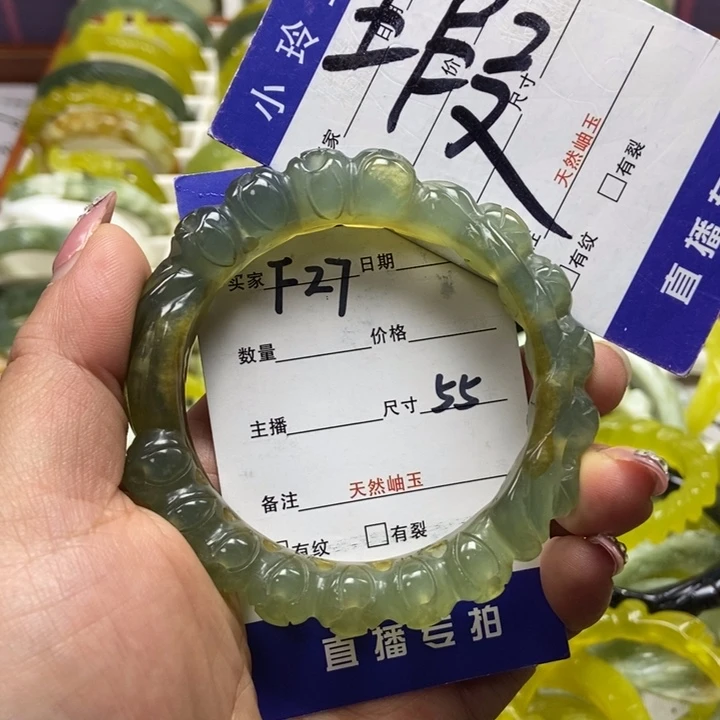 小玲
瑕
价
尺寸
家
天然岫玉
有裂
有纹
直播
买家 F27 日期
数量 价格
主播 尺寸 55
备注 天然岫玉
有纹 有裂
直播专拍